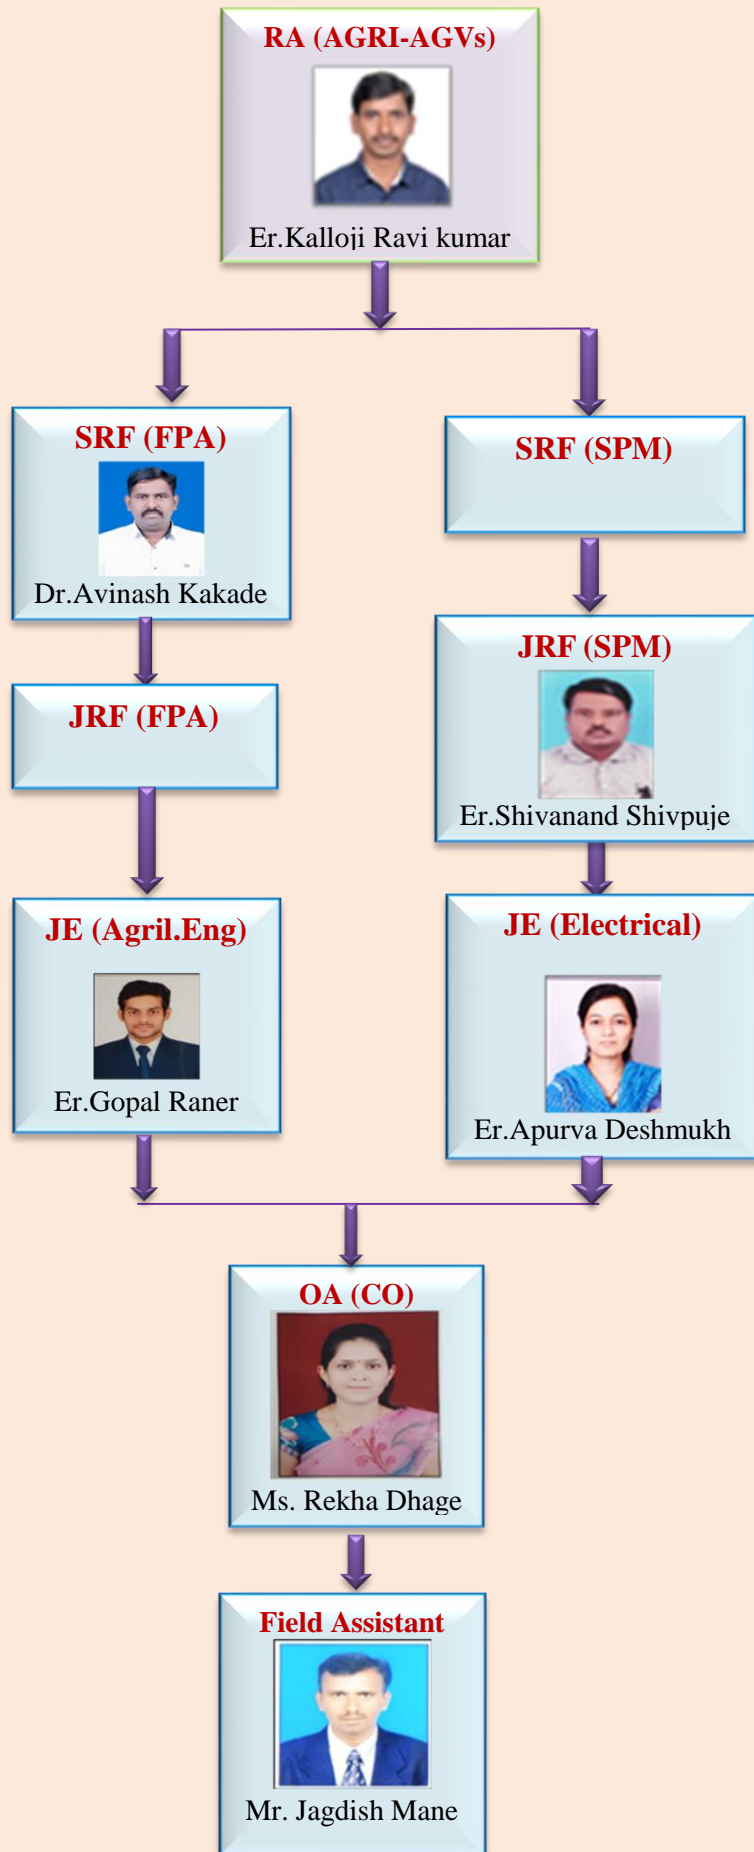 RA (AGRI-AGVs)
Er.Kalloji Ravi kumar
SRF (FPA)
Dr.Avinash Kakade
SRF (SPM)
JRF (FPA)
JRF (SPM)
Er.Shivanand Shivpuje
JE (Agril.Eng)
Er.Gopal Raner
JE (Electrical)
Er.Apurva Deshmukh
OA (CO)
Ms. Rekha Dhage
Field Assistant
Mr. Jagdish Mane